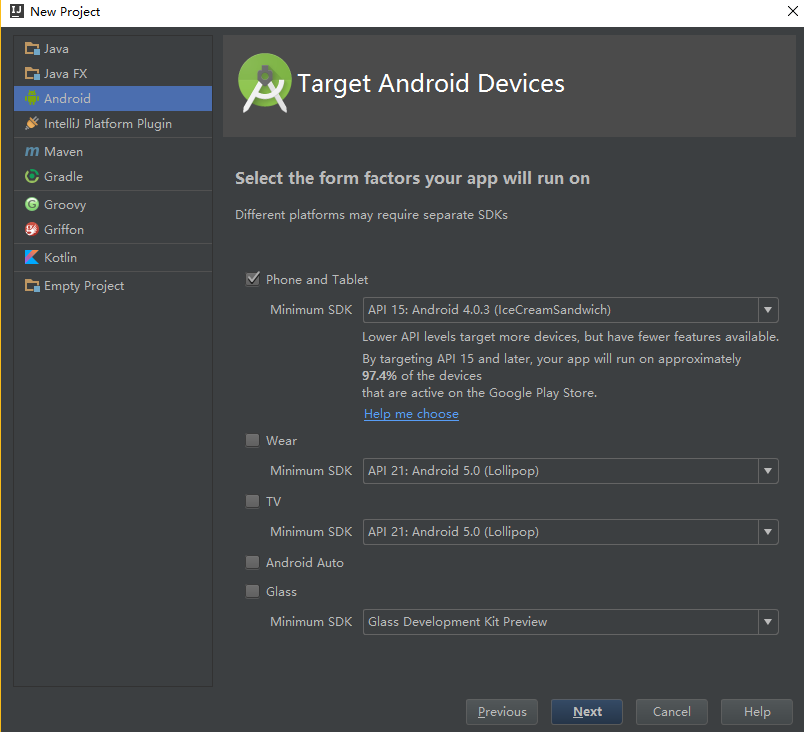 New Project
Java
Java FX
Android
IntelliJ Platform Plugin
Maven
Gradle
Groovy
Griffon
Kotlin
Empty Project
Target Android Devices
Select the form factors your app will run on
Different platforms may require separate SDKs
Phone and Tablet
Minimum SDK API 15: Android 4.0.3 (IceCreamSandwich)
Lower API levels target more devices, but have fewer features available.
By targeting API 15 and later, your app will run on approximately
97.4% of the devices
that are active on the Google Play Store.
Help me choose
Wear
Minimum SDK API 21: Android 5.0 (Lollipop)
TV
Minimum SDK API 21: Android 5.0 (Lollipop)
Android Auto
Glass
Minimum SDK Glass Development Kit Preview
Previous Next Cancel Help